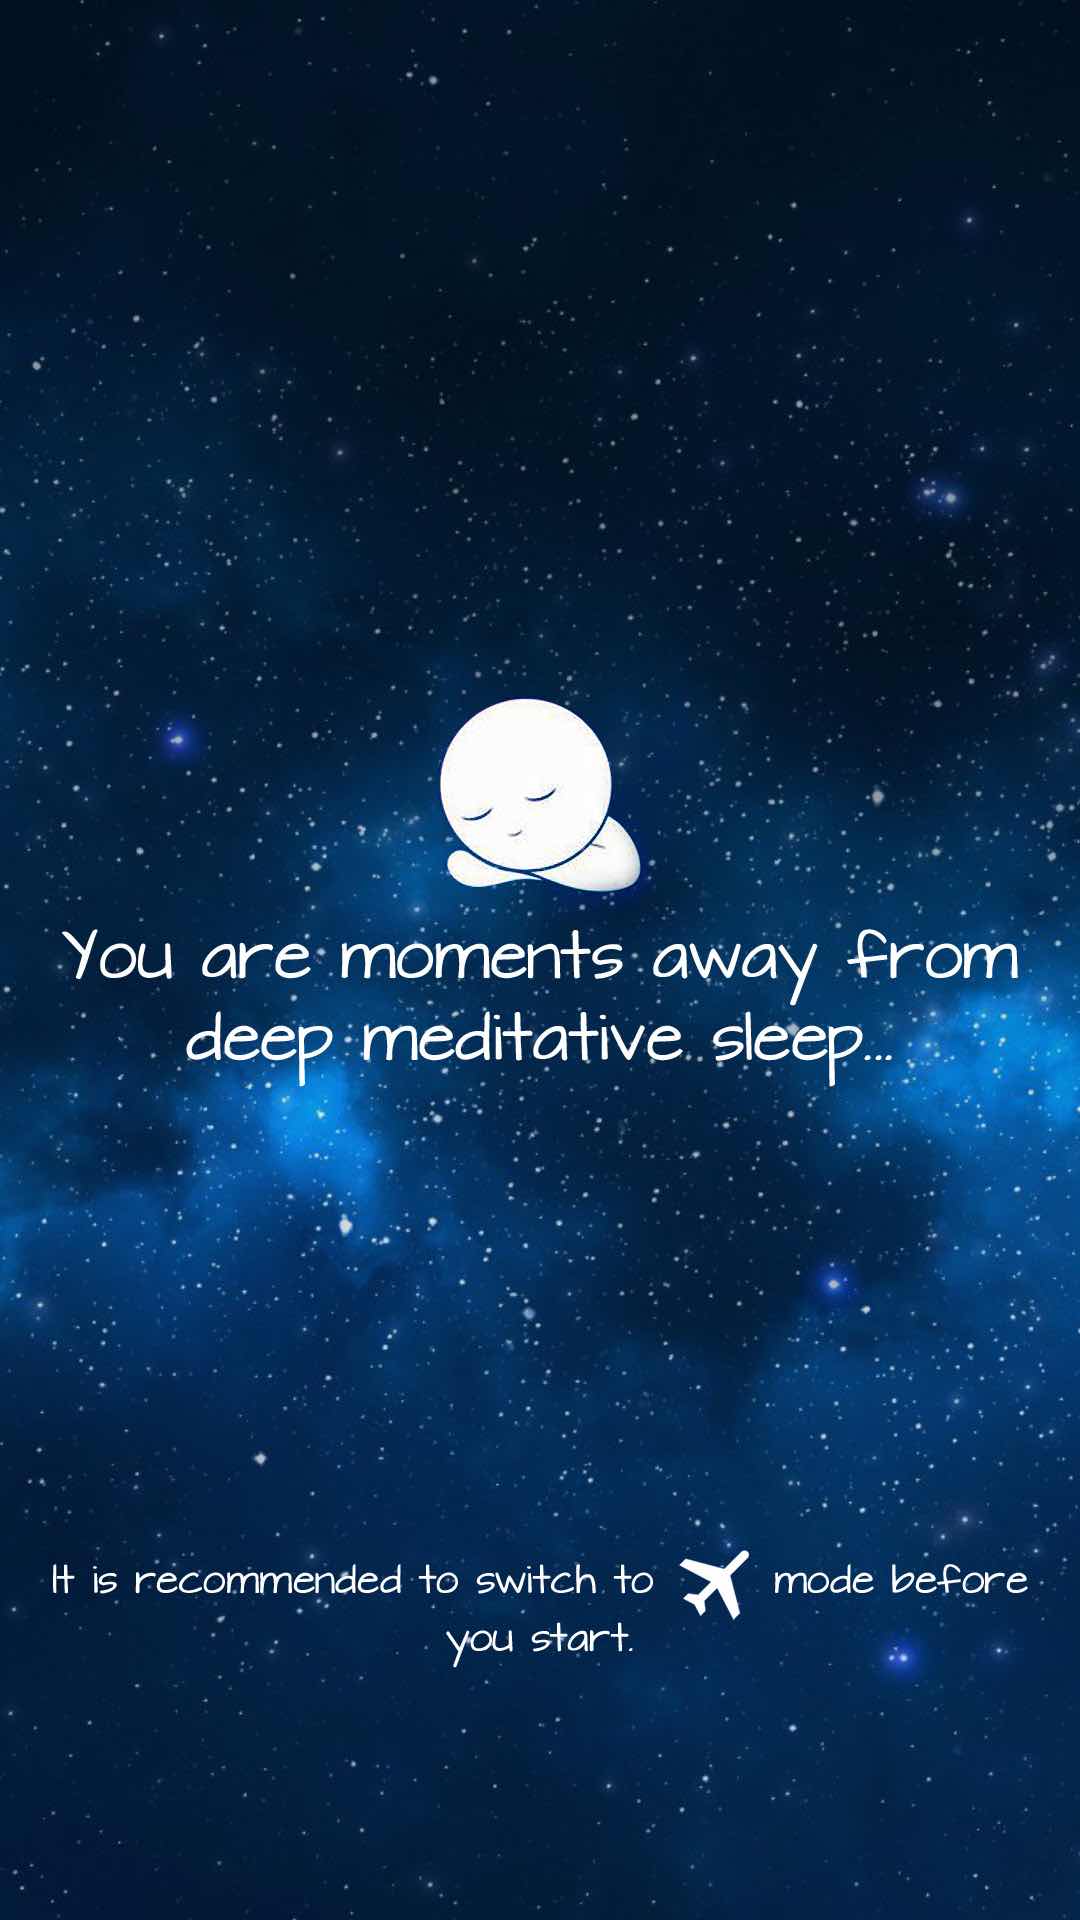 You are moments away from
deep meditative sleep...
It is recommended to switch to mode before
you start.